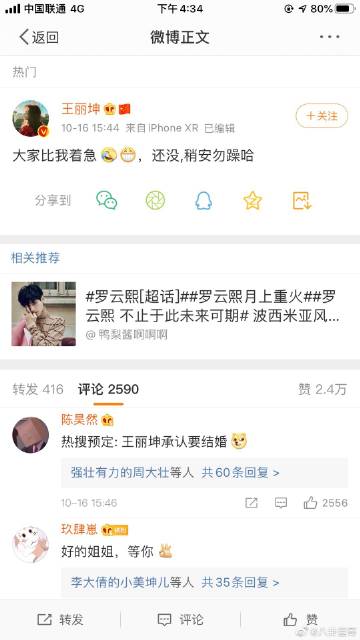 中国联通 4G
下午 4:34
80%
返回
微博正文
热门
王丽坤
+关注
10-16 15:44 来自iPhone XR 已编辑
大家比我着急，还没,稍安勿躁哈
分享到
相关推荐
#罗云熙[超话]##罗云熙月上重火##罗
云熙 不止于此未来可期# 波西米亚风...
@ 鸭梨酱啊啊啊
转发 416 评论 2590 赞 2.4万
陈昊然
热搜预定: 王丽坤承认要结婚
强壮有力的周大壮等人 共60条回复 >
10-16 15:46
2556
玖肆崽
好的姐姐，等你
李大倩的小美坤儿等人 共35条回复 >
转发 评论 赞